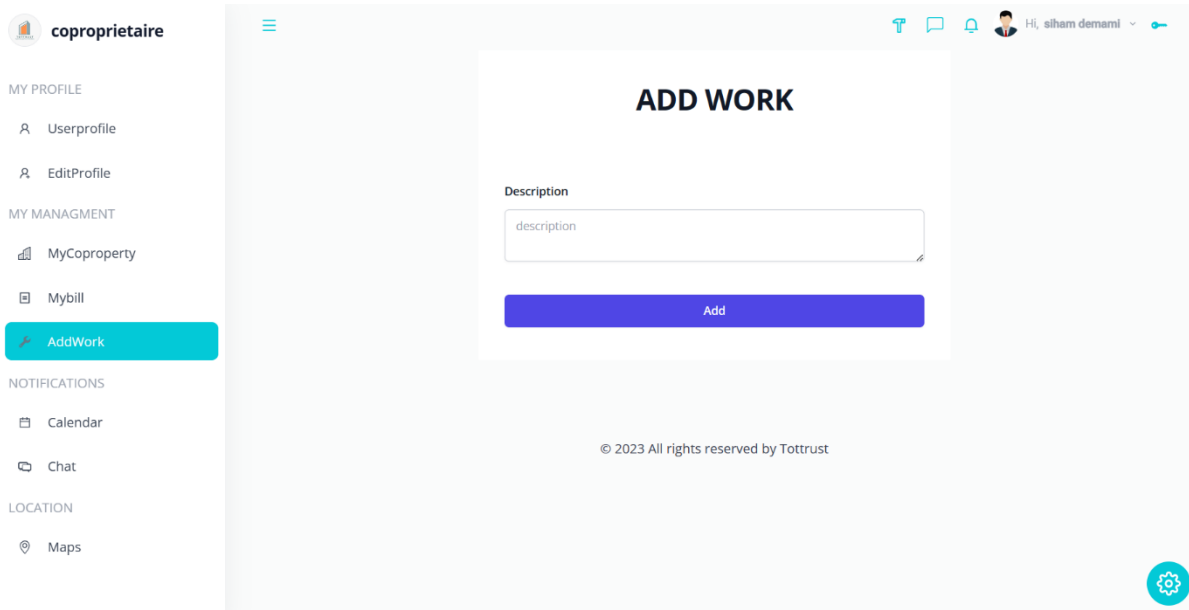 coproprietaire
Hi, siham demami
MY PROFILE
Userprofile
EditProfile
MY MANAGMENT
MyCoproperty
Mybill
AddWork
NOTIFICATIONS
Calendar
Chat
LOCATION
Maps
ADD WORK
Description
description
Add
© 2023 All rights reserved by Tottrust